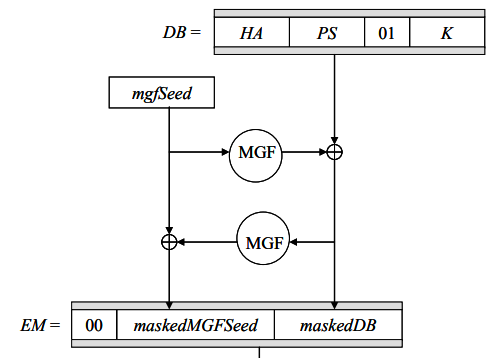 DB = HA PS 01 K
mgfSeed
MGF
MGF
EM = 00 maskedMGFSeed maskedDB